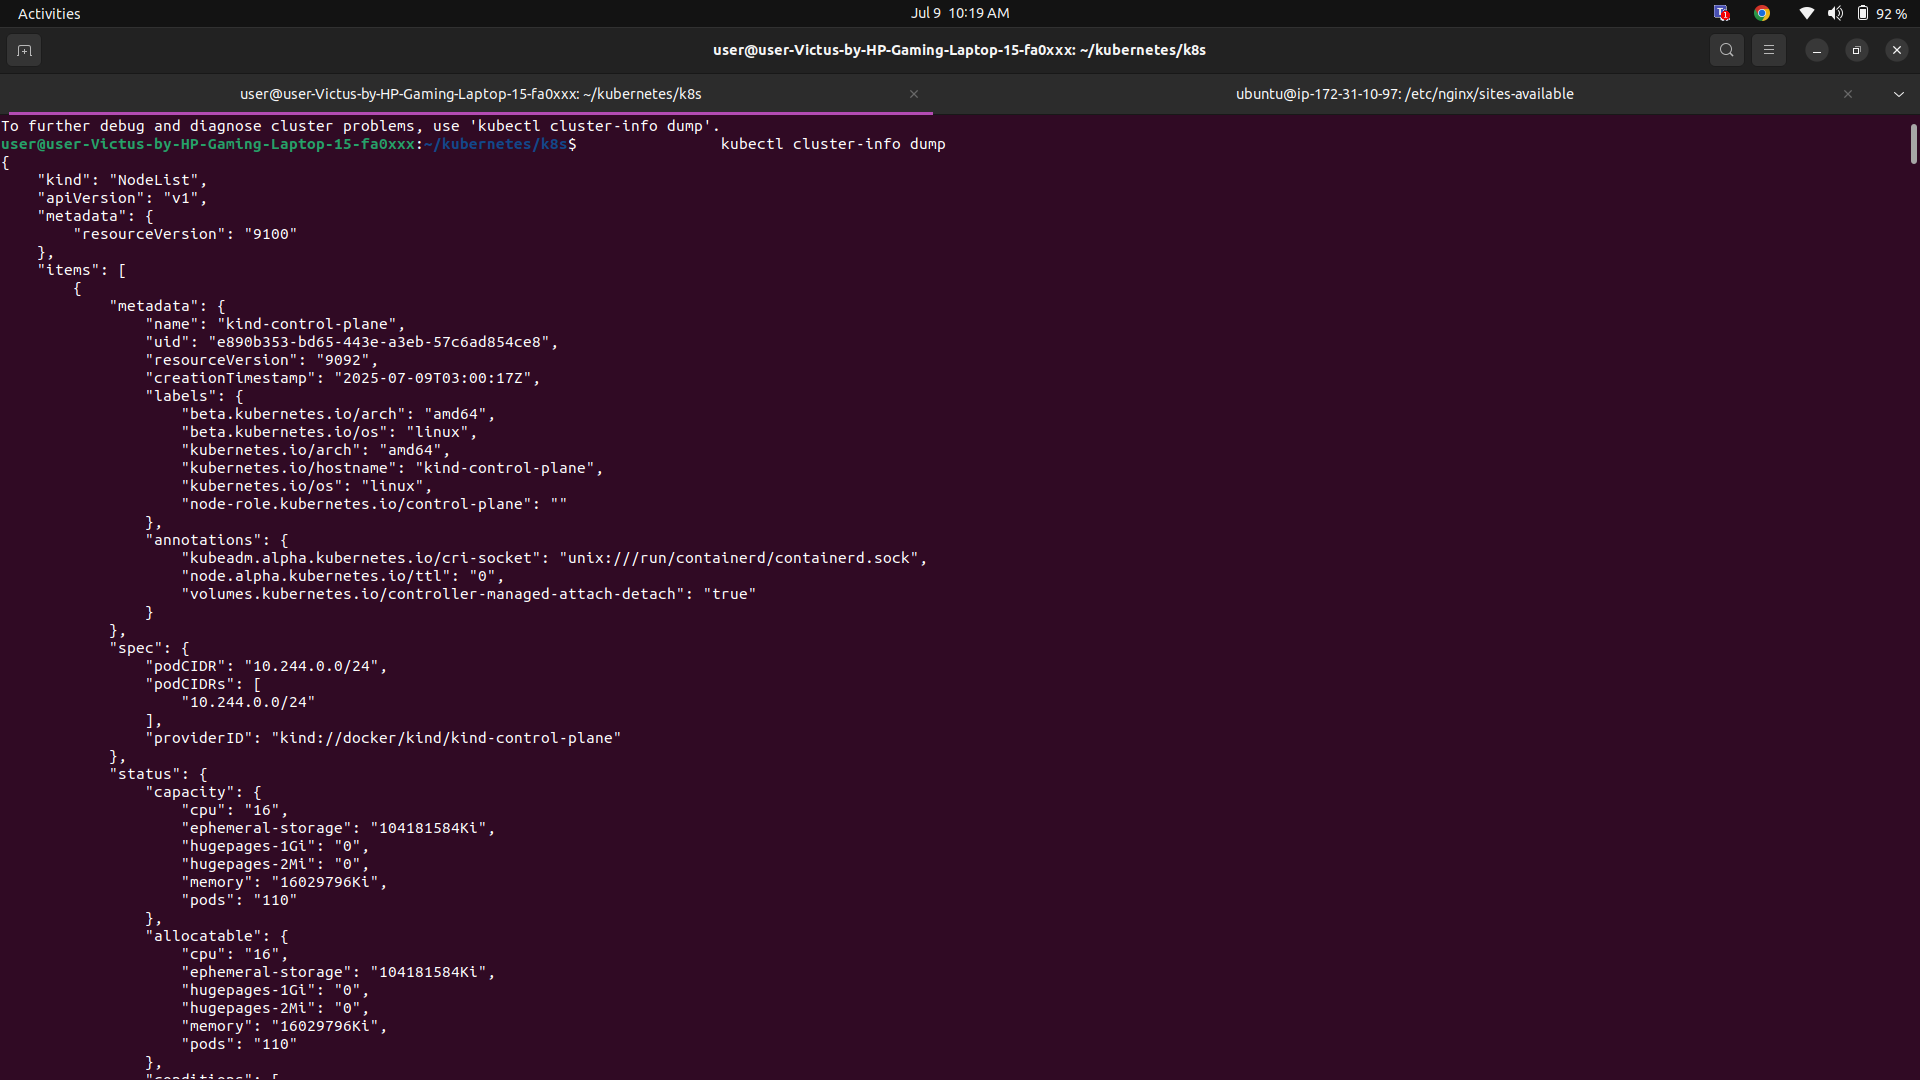 Activities
Jul 9 10:19 AM
92 %
user@user-Victus-by-HP-Gaming-Laptop-15-fa0xxx: ~/kubernetes/k8s
user@user-Victus-by-HP-Gaming-Laptop-15-fa0xxx: ~/kubernetes/k8s
ubuntu@ip-172-31-10-97: /etc/nginx/sites-available
To further debug and diagnose cluster problems, use 'kubectl cluster-info dump'.
user@user-Victus-by-HP-Gaming-Laptop-15-fa0xxx:~/kubernetes/k8s$                kubectl cluster-info dump
{
    "kind": "NodeList",
    "apiVersion": "v1",
    "metadata": {
        "resourceVersion": "9100"
    },
    "items": [
        {
            "metadata": {
                "name": "kind-control-plane",
                "uid": "e890b353-bd65-443e-a3eb-57c6ad854ce8",
                "resourceVersion": "9092",
                "creationTimestamp": "2025-07-09T03:00:17Z",
                "labels": {
                    "beta.kubernetes.io/arch": "amd64",
                    "beta.kubernetes.io/os": "linux",
                    "kubernetes.io/arch": "amd64",
                    "kubernetes.io/hostname": "kind-control-plane",
                    "kubernetes.io/os": "linux",
                    "node-role.kubernetes.io/control-plane": ""
                },
                "annotations": {
                    "kubeadm.alpha.kubernetes.io/cri-socket": "unix:///run/containerd/containerd.sock",
                    "node.alpha.kubernetes.io/ttl": "0",
                    "volumes.kubernetes.io/controller-managed-attach-detach": "true"
                }
            },
            "spec": {
                "podCIDR": "10.244.0.0/24",
                "podCIDRs": [
                    "10.244.0.0/24"
                ],
                "providerID": "kind://docker/kind/kind-control-plane"
            },
            "status": {
                "capacity": {
                    "cpu": "16",
                    "ephemeral-storage": "104181584Ki",
                    "hugepages-1Gi": "0",
                    "hugepages-2Mi": "0",
                    "memory": "16029796Ki",
                    "pods": "110"
                },
                "allocatable": {
                    "cpu": "16",
                    "ephemeral-storage": "104181584Ki",
                    "hugepages-1Gi": "0",
                    "hugepages-2Mi": "0",
                    "memory": "16029796Ki",
                    "pods": "110"
                },
                "conditions": [